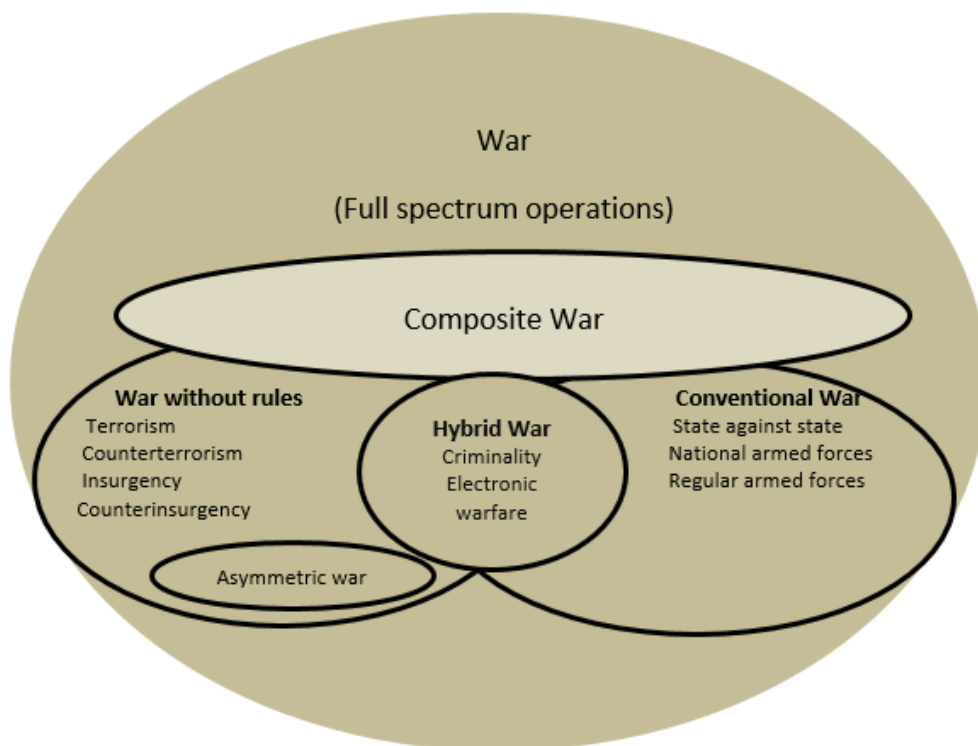 War
(Full spectrum operations)
Composite War
War without rules
Terrorism
Counterterrorism
Insurgency
Counterinsurgency
Asymmetric war
Hybrid War
Criminality
Electronic
warfare
Conventional War
State against state
National armed forces
Regular armed forces